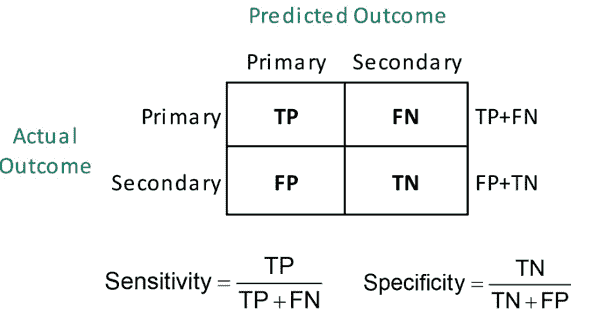 Predicted Outcome
Primary Secondary
Actual Outcome
Primary TP FN TP+FN
Secondary FP TN FP+TN
Sensitivity = TP / TP+FN
Specificity = TN / TN+FP